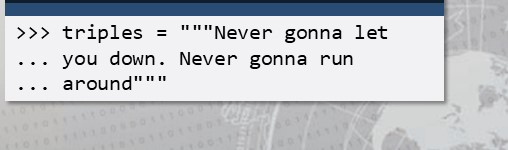 >>> triples = """Never gonna let
... you down. Never gonna run
... around"""